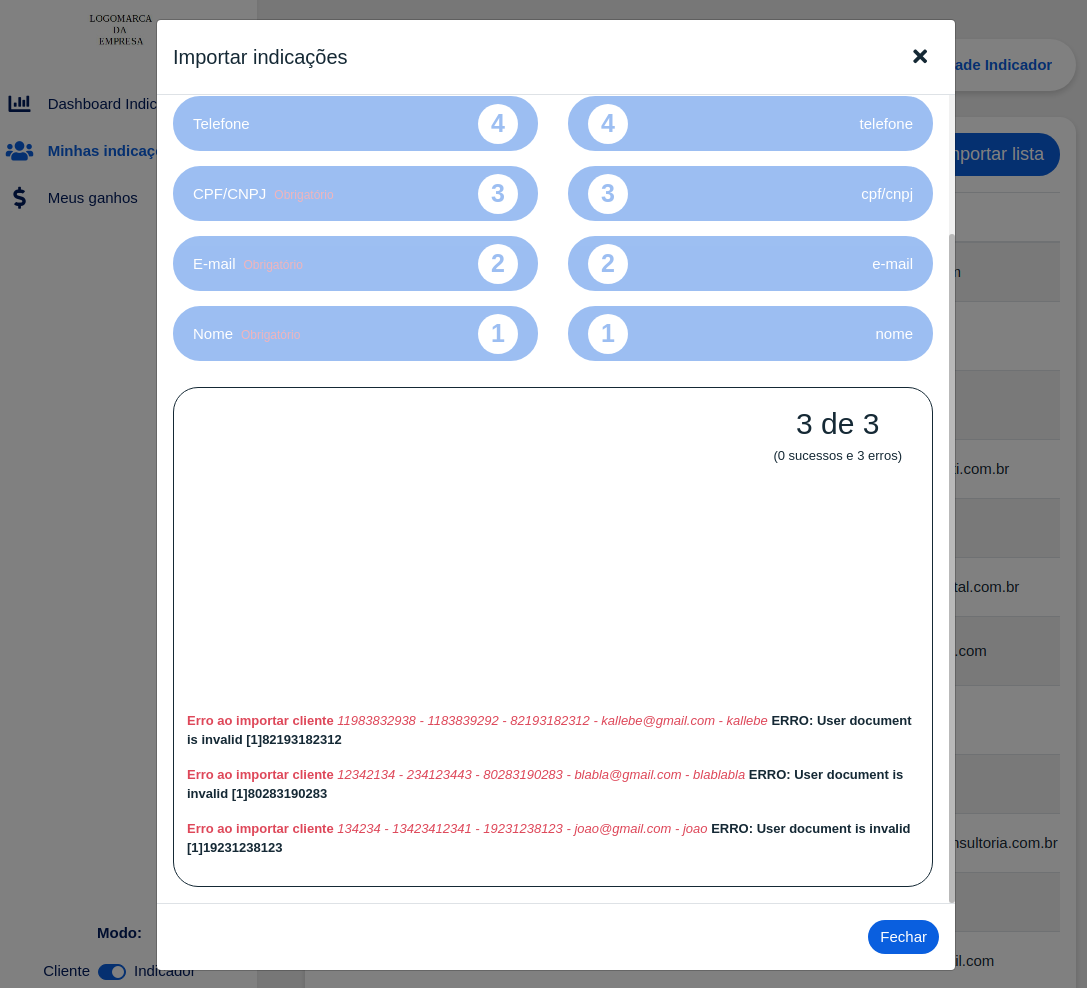 LOGOMARCA
DA
EMPRESA
Dashboard Indic
Minhas indicaç
Meus ganhos
Modo:
Cliente
Indicador
Importar indicações
Telefone 4
4 telefone
CPF/CNPJ Obrigatório 3
3 cpf/cnpj
E-mail Obrigatório 2
2 e-mail
Nome Obrigatório 1
1 nome
3 de 3
(0 sucessos e 3 erros)
Erro ao importar cliente 11983832938 - 1183839292 - 82193182312 - kallebe@gmail.com - kallebe ERRO: User document
is invalid [1]82193182312
Erro ao importar cliente 12342134 - 234123443 - 80283190283 - blabla@gmail.com - blablabla ERRO: User document is
invalid [1]80283190283
Erro ao importar cliente 134234 - 13423412341 - 19231238123 - joao@gmail.com - joao ERRO: User document is invalid
[1]19231238123
Fechar
ade Indicador
portar lista
i.com.br
tal.com.br
.com
nsultoria.com.br
il.com